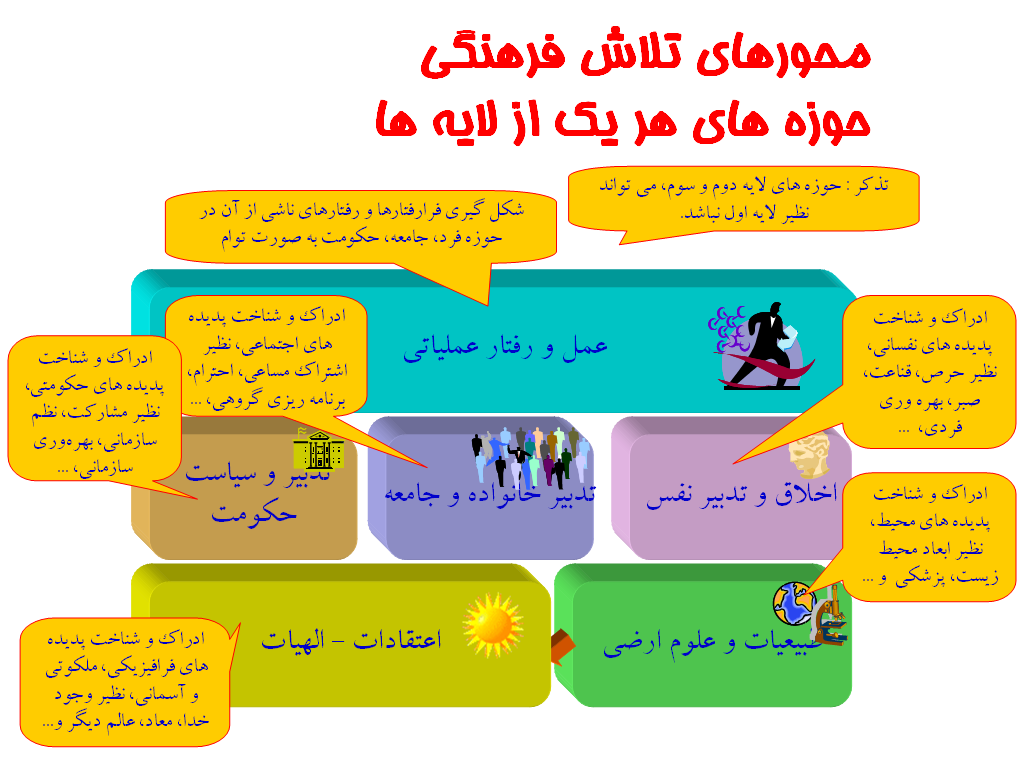 محورهای تلاش فرهنگی
حوزه های هر یک از لایه ها
تذکر : حوزه های لایه دوم و سوم، می تواند
نظیر لایه اول نباشد.
شکل گیری فرارفتارها و رفتارهای ناشی از آن در
حوزه فرد، جامعه، حکومت به صورت توام
عمل و رفتار عملیاتی
ادراک و شناخت
پدیده های نفسانی،
نظیر حرص، قناعت،
صبر، بهره وری
فردی، ...
ادراک و شناخت پدیده
های اجتماعی، نظیر
اشتراک مساعی، احترام،
برنامه ریزی گروهی، ...
ادراک و شناخت
پدیده های حکومتی،
نظیر مشارکت، نظم
سازمانی، بهره‌وری
سازمانی، ...
اخلاق و تدبیر نفس
تدبیر خانواده و جامعه
تدبیر و سیاست
حکومت
ادراک و شناخت
پدیده های محیط،
نظیر ابعاد محیط
زیست، پزشکی و ...
طبیعیات و علوم ارضی
اعتقادات – الهیات
ادراک و شناخت پدیده
های فرافیزیکی، ملکوتی
و آسمانی، نظیر وجود
خدا، معاد، عالم دیگر و...